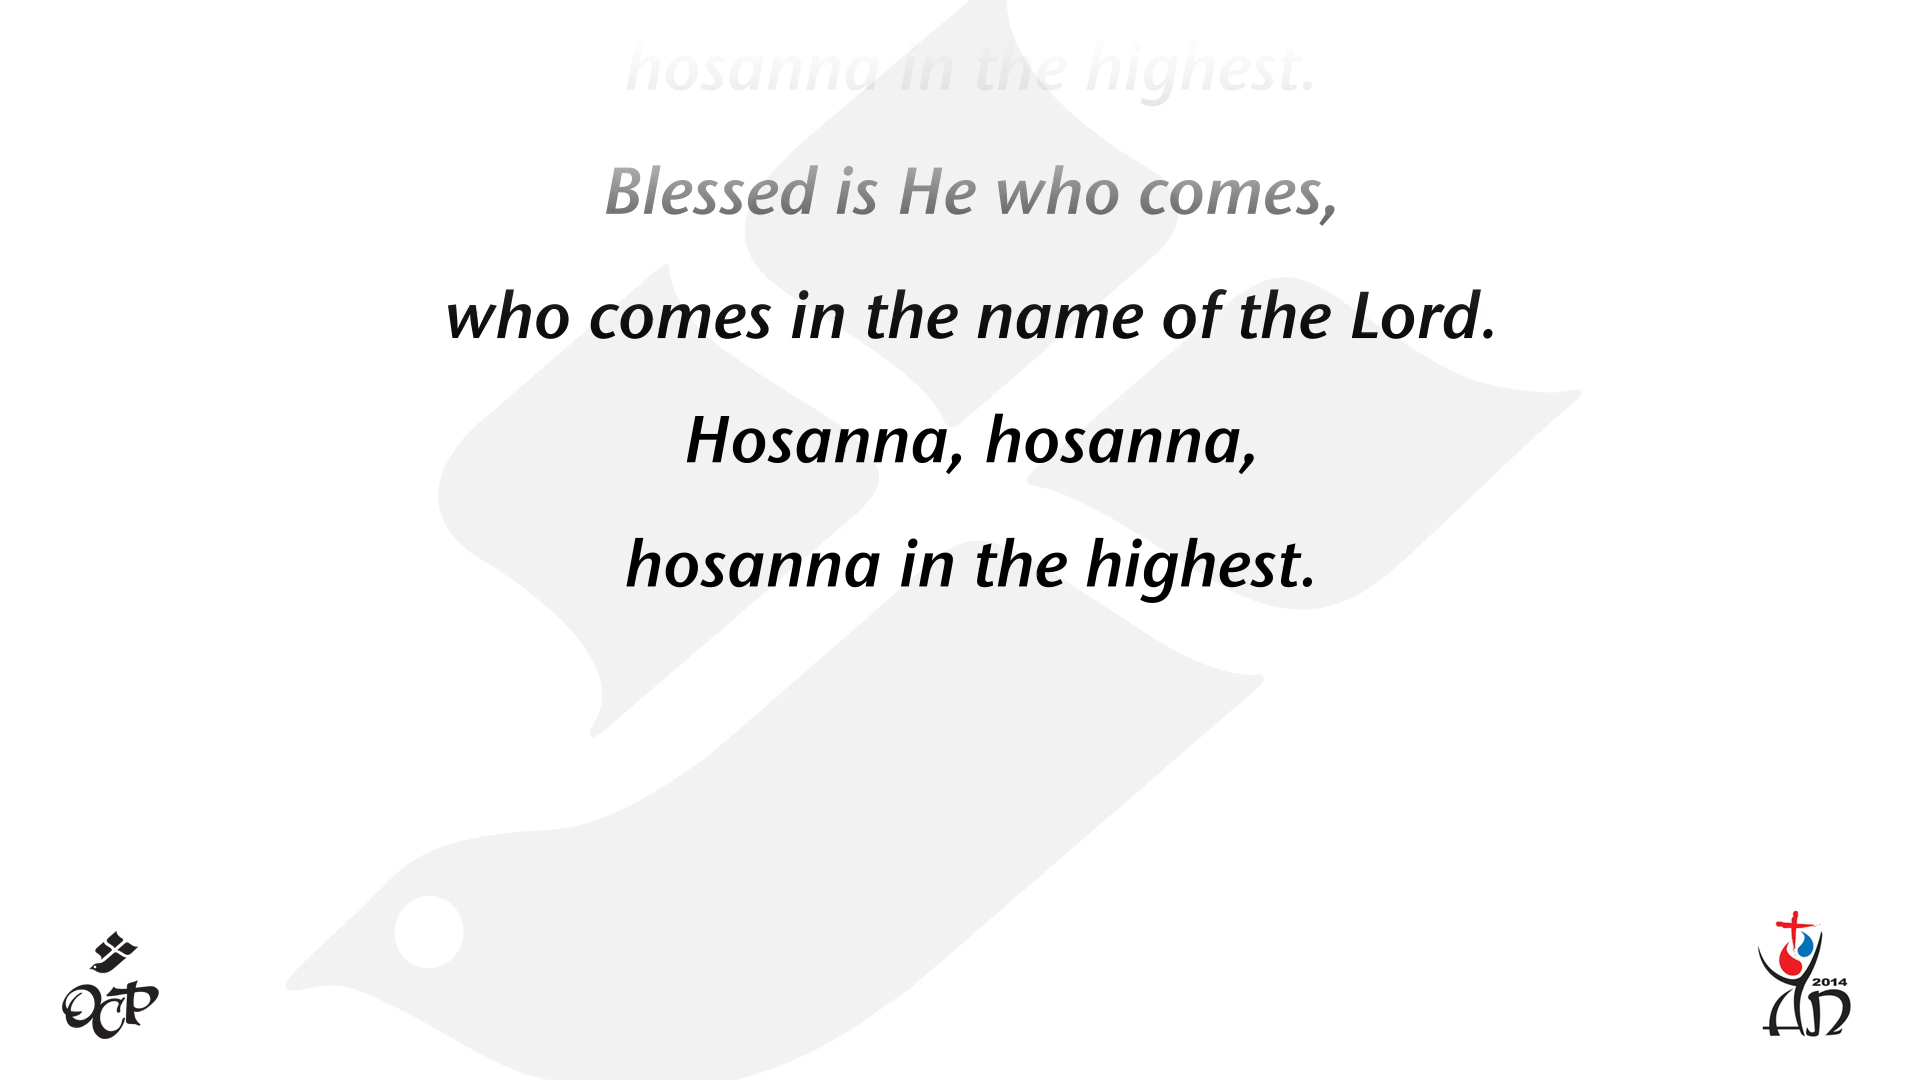 hosanna in the highest.
Blessed is He who comes,
who comes in the name of the Lord.
Hosanna, hosanna,
hosanna in the highest.
OCP
2014